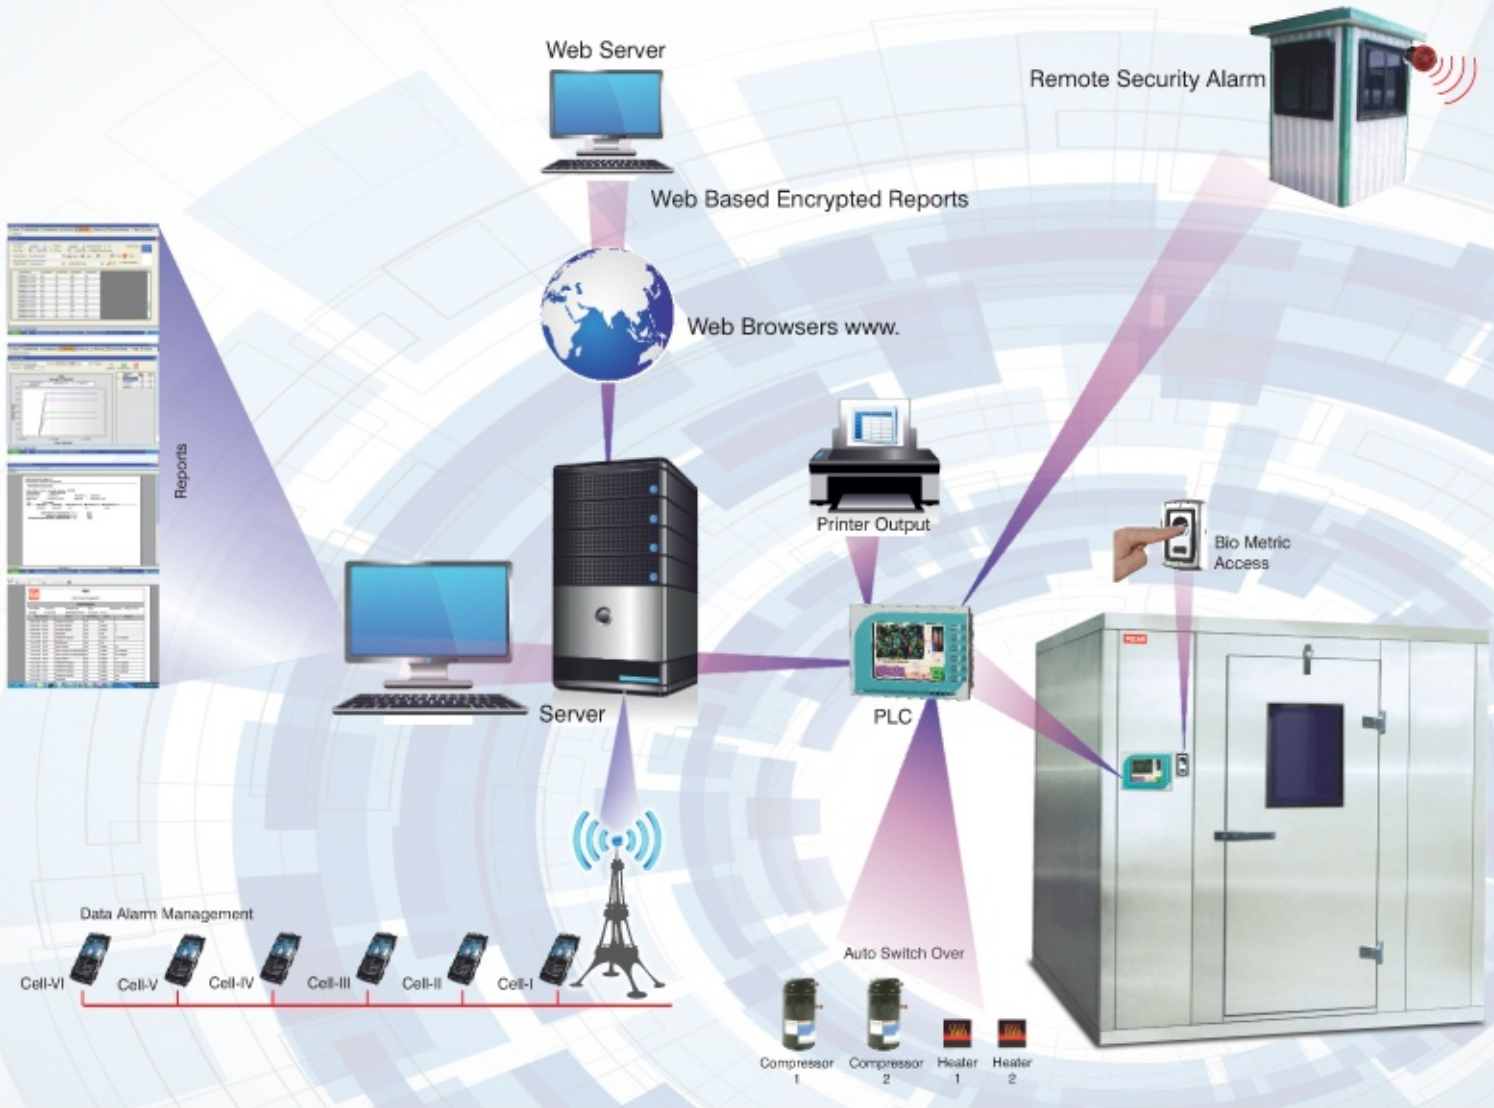 Web Server
Remote Security Alarm
Web Based Encrypted Reports
Web Browsers www.
Reports
Printer Output
Bio Metric
Access
REMI
Server
PLC
Data Alarm Management
Cell-VI
Cell-V
Cell-IV
Cell-III
Cell-II
Cell-I
Auto Switch Over
Compressor
1
Compressor
2
Heater
1
Heater
2